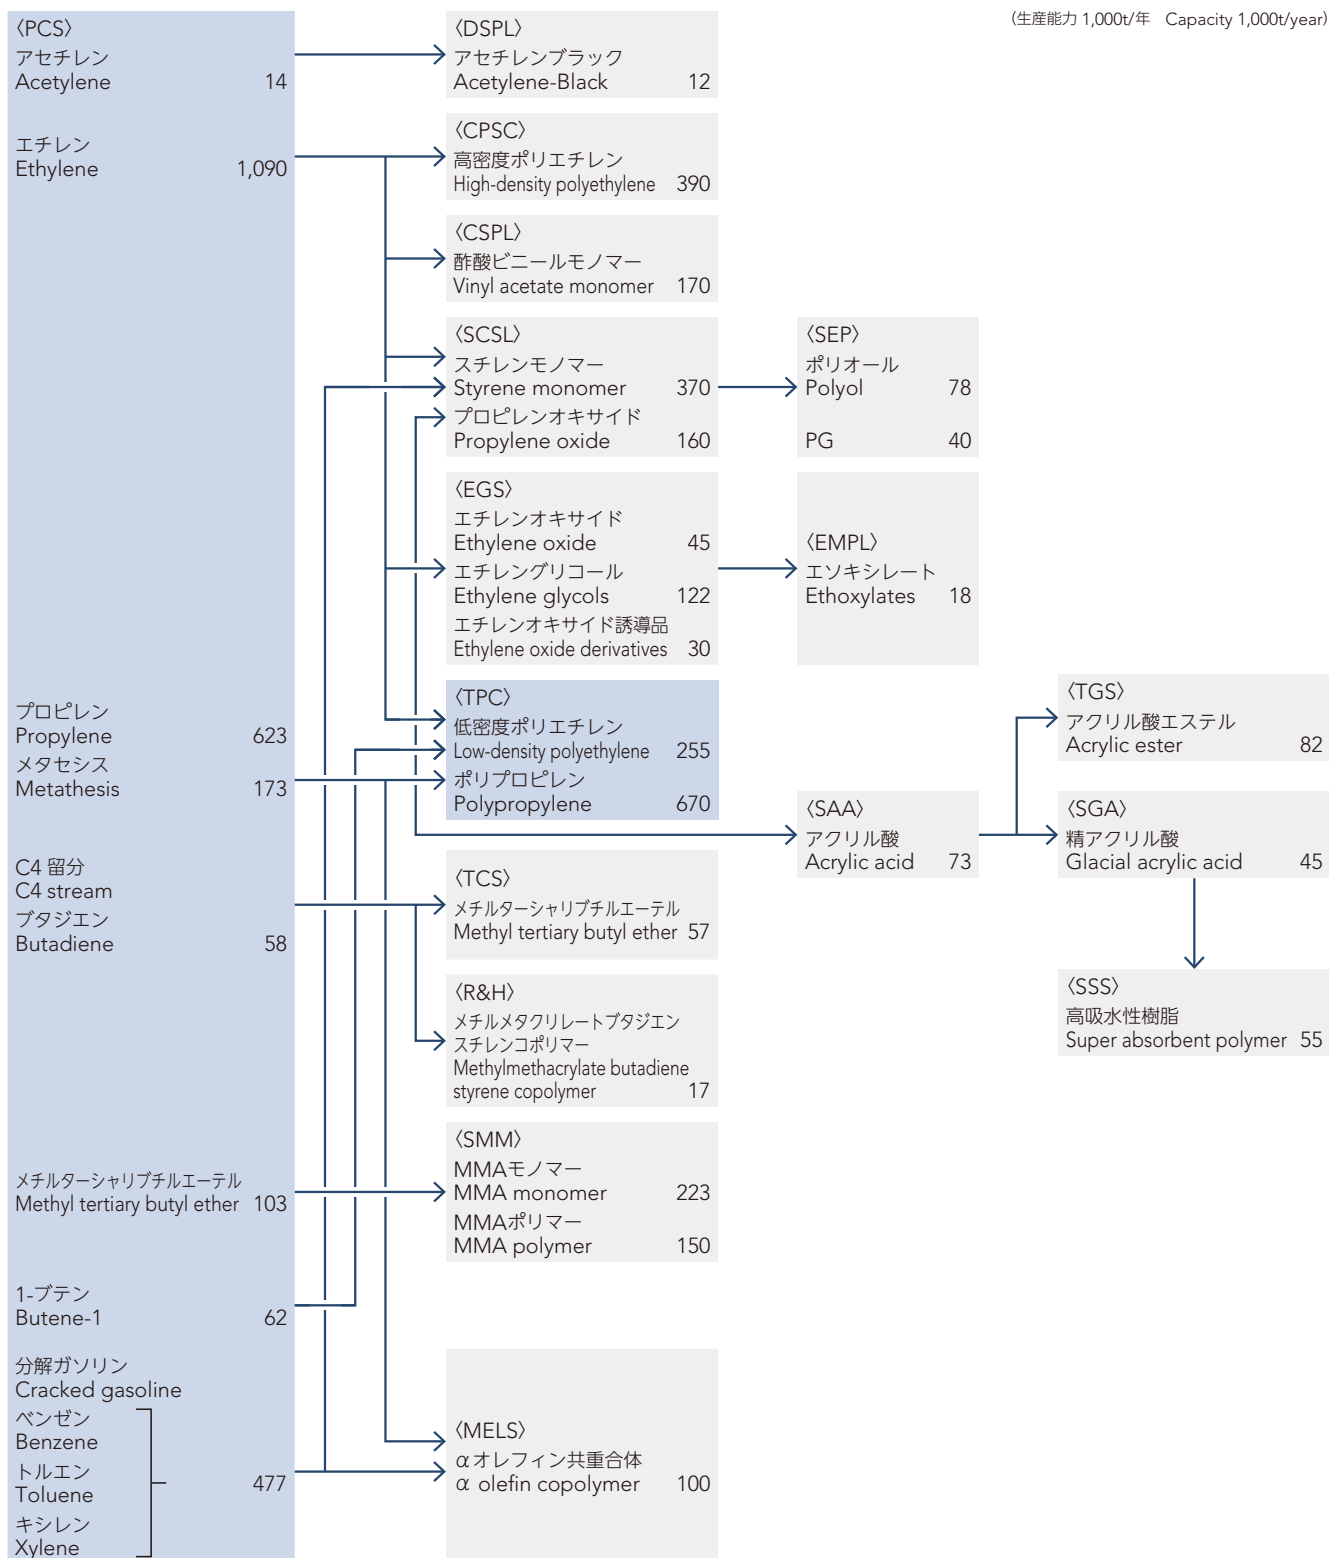 (生産能力 1,000t/年 Capacity 1,000t/year)
〈PCS〉
アセチレン
Acetylene 14
エチレン
Ethylene 1,090
プロピレン
Propylene 623
メタセシス
Metathesis 173
C4 留分
C4 stream
ブタジエン
Butadiene 58
メチルターシャリブチルエーテル
Methyl tertiary butyl ether 103
1-ブテン
Butene-1 62
分解ガソリン
Cracked gasoline
ベンゼン
Benzene
トルエン
Toluene 477
キシレン
Xylene
〈DSPL〉
アセチレンブラック
Acetylene-Black 12
〈CPSC〉
高密度ポリエチレン
High-density polyethylene 390
〈CSPL〉
酢酸ビニールモノマー
Vinyl acetate monomer 170
〈SCSL〉
スチレンモノマー
Styrene monomer 370
プロピレンオキサイド
Propylene oxide 160
〈EGS〉
エチレンオキサイド
Ethylene oxide 45
エチレングリコール
Ethylene glycols 122
エチレンオキサイド誘導品
Ethylene oxide derivatives 30
〈TPC〉
低密度ポリエチレン
Low-density polyethylene 255
ポリプロピレン
Polypropylene 670
〈TCS〉
メチルターシャリブチルエーテル
Methyl tertiary butyl ether 57
〈R&H〉
メチルメタクリレートブタジエン
スチレンコポリマー
Methylmethacrylate butadiene
styrene copolymer 17
〈SMM〉
MMAモノマー
MMA monomer 223
MMAポリマー
MMA polymer 150
〈MELS〉
αオレフィン共重合体
α olefin copolymer 100
〈SEP〉
ポリオール
Polyol 78
PG 40
〈EMPL〉
エソキシレート
Ethoxylates 18
〈SAA〉
アクリル酸
Acrylic acid 73
〈TGS〉
アクリル酸エステル
Acrylic ester 82
〈SGA〉
精アクリル酸
Glacial acrylic acid 45
〈SSS〉
高吸水性樹脂
Super absorbent polymer 55